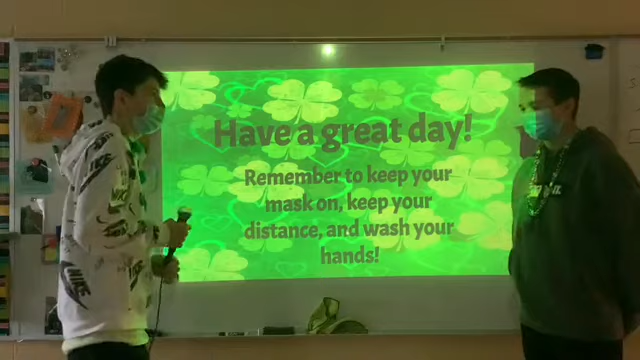 Have a great day!
Remember to keep your
mask on, keep your
distance, and wash your
hands!